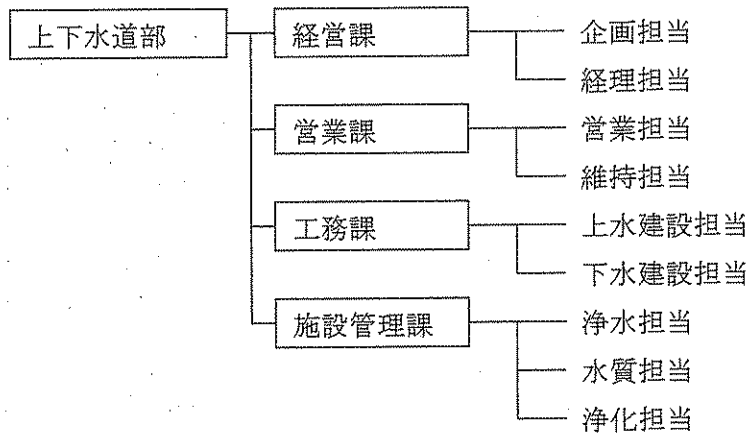 上下水道部
経営課
企画担当
経理担当
営業課
営業担当
維持担当
工務課
上水建設担当
下水建設担当
施設管理課
浄水担当
水質担当
浄化担当